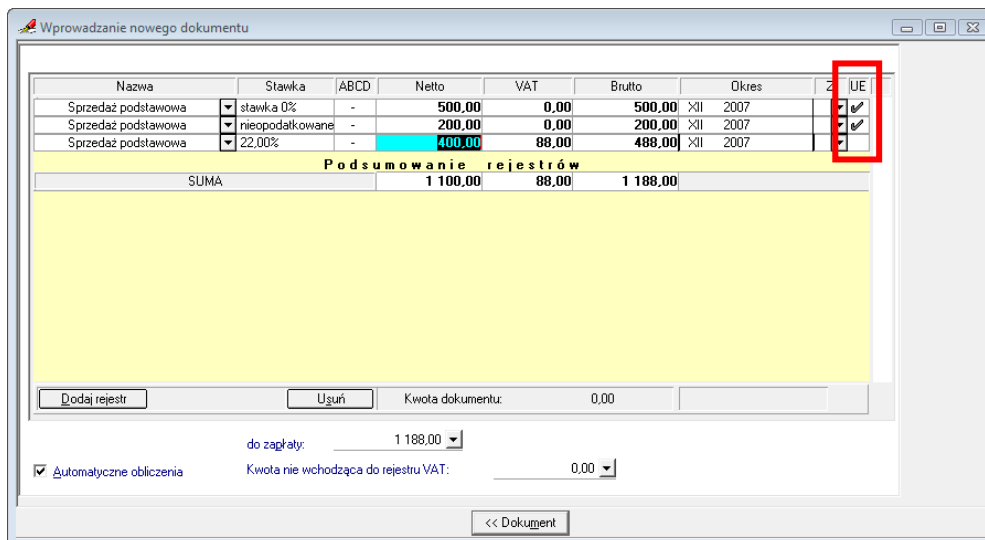 Wprowadzanie nowego dokumentu
Nazwa Stawka ABCD Netto VAT Brutto Okres Z UE
Sprzedaż podstawowa stawka 0% - 500,00 0,00 500,00 XII 2007
Sprzedaż podstawowa nieopodatkowane - 200,00 0,00 200,00 XII 2007
Sprzedaż podstawowa 22,00% - 400,00 88,00 488,00 XII 2007
Podsumowanie rejestrów
SUMA 1 100,00 88,00 1 188,00
Dodaj rejestr Usuń Kwota dokumentu: 0,00
do zapłaty: 1 188,00
Automatyczne obliczenia Kwota nie wchodząca do rejestru VAT: 0,00
<< Dokument